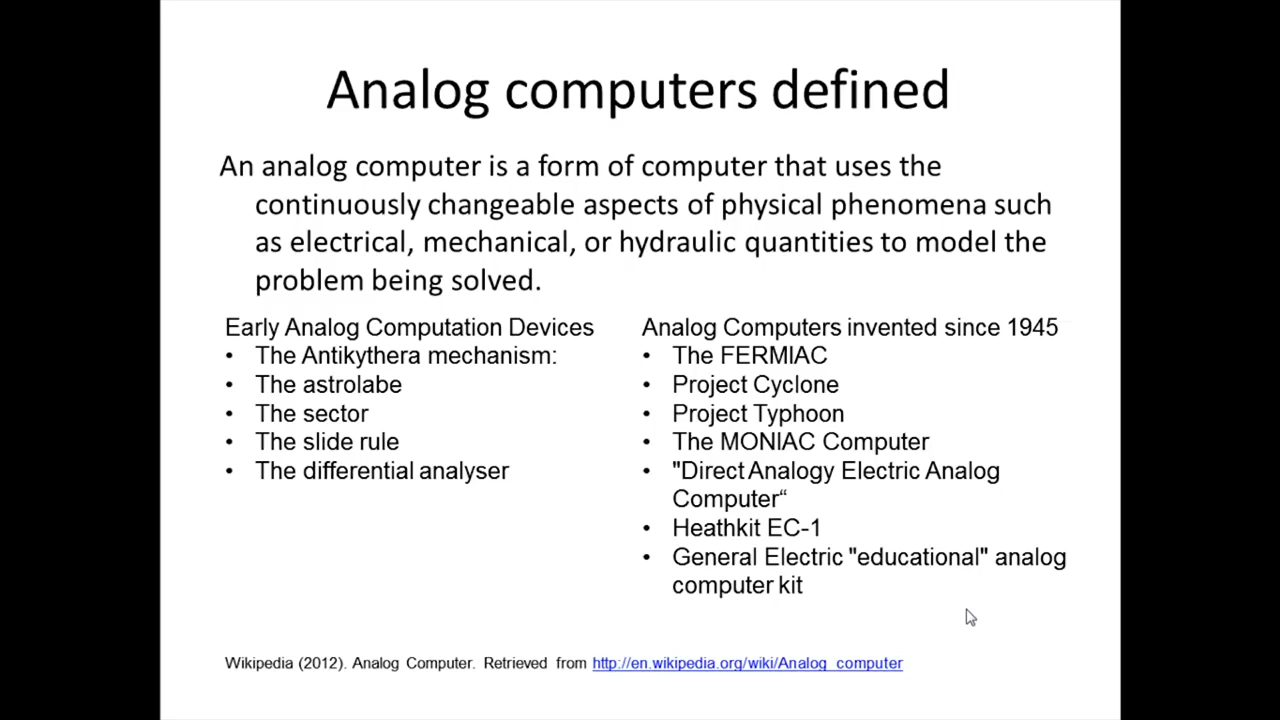 Analog computers defined
An analog computer is a form of computer that uses the
continuously changeable aspects of physical phenomena such
as electrical, mechanical, or hydraulic quantities to model the
problem being solved.
Early Analog Computation Devices
• The Antikythera mechanism:
• The astrolabe
• The sector
• The slide rule
• The differential analyser
Analog Computers invented since 1945
• The FERMIAC
• Project Cyclone
• Project Typhoon
• The MONIAC Computer
• "Direct Analogy Electric Analog
Computer“
• Heathkit EC-1
• General Electric "educational" analog
computer kit
Wikipedia (2012). Analog Computer. Retrieved from http://en.wikipedia.org/wiki/Analog_computer